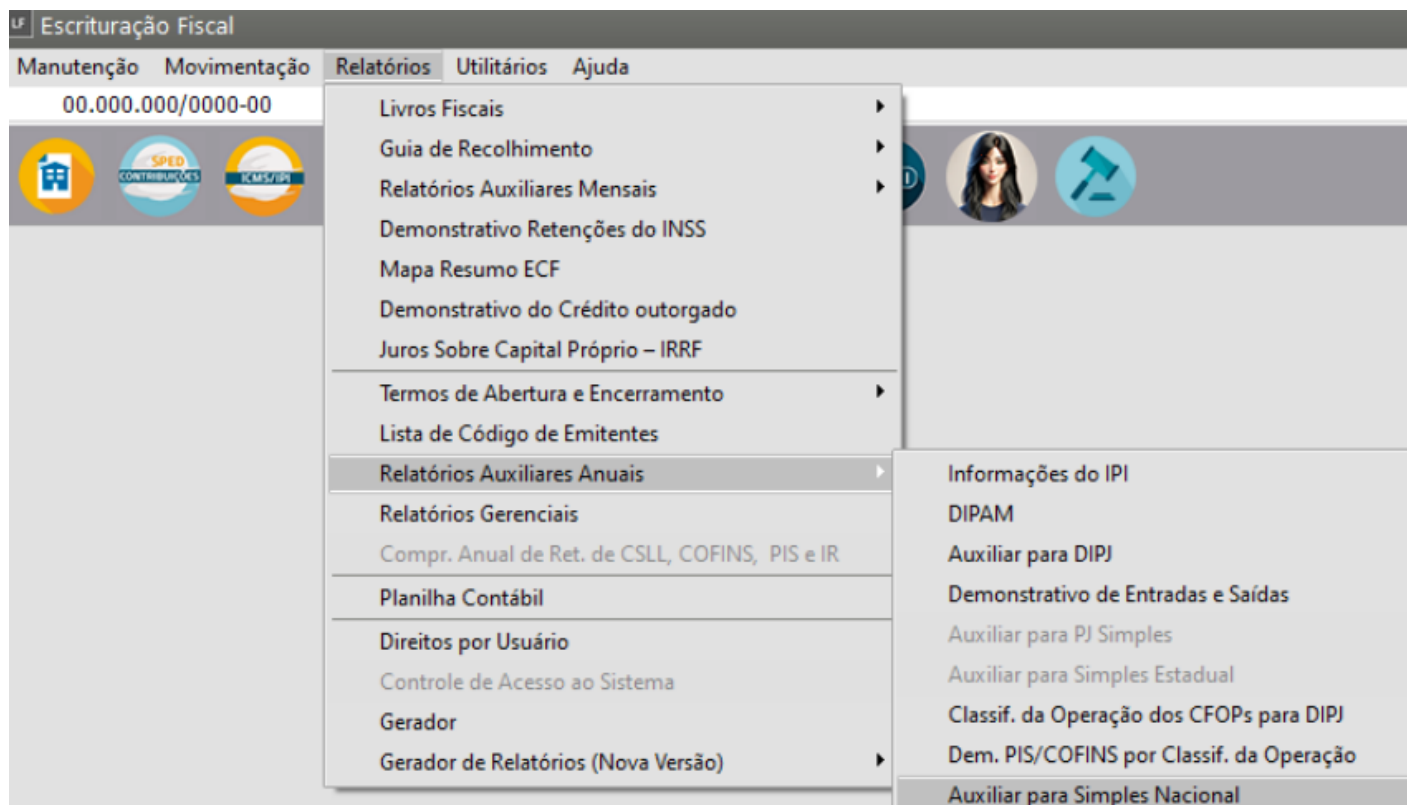 LF Escrituração Fiscal
Manutenção Movimentação Relatórios Utilitários Ajuda
00.000.000/0000-00
SPED
CONTRIBUIÇÕES
ICMS/IPI
Livros Fiscais
Guia de Recolhimento
Relatórios Auxiliares Mensais
Demonstrativo Retenções do INSS
Mapa Resumo ECF
Demonstrativo do Crédito outorgado
Juros Sobre Capital Próprio – IRRF
Termos de Abertura e Encerramento
Lista de Código de Emitentes
Relatórios Auxiliares Anuais
Relatórios Gerenciais
Compr. Anual de Ret. de CSLL, COFINS, PIS e IR
Planilha Contábil
Direitos por Usuário
Controle de Acesso ao Sistema
Gerador
Gerador de Relatórios (Nova Versão)
Informações do IPI
DIPAM
Auxiliar para DIPJ
Demonstrativo de Entradas e Saídas
Auxiliar para PJ Simples
Auxiliar para Simples Estadual
Classif. da Operação dos CFOPs para DIPJ
Dem. PIS/COFINS por Classif. da Operação
Auxiliar para Simples Nacional